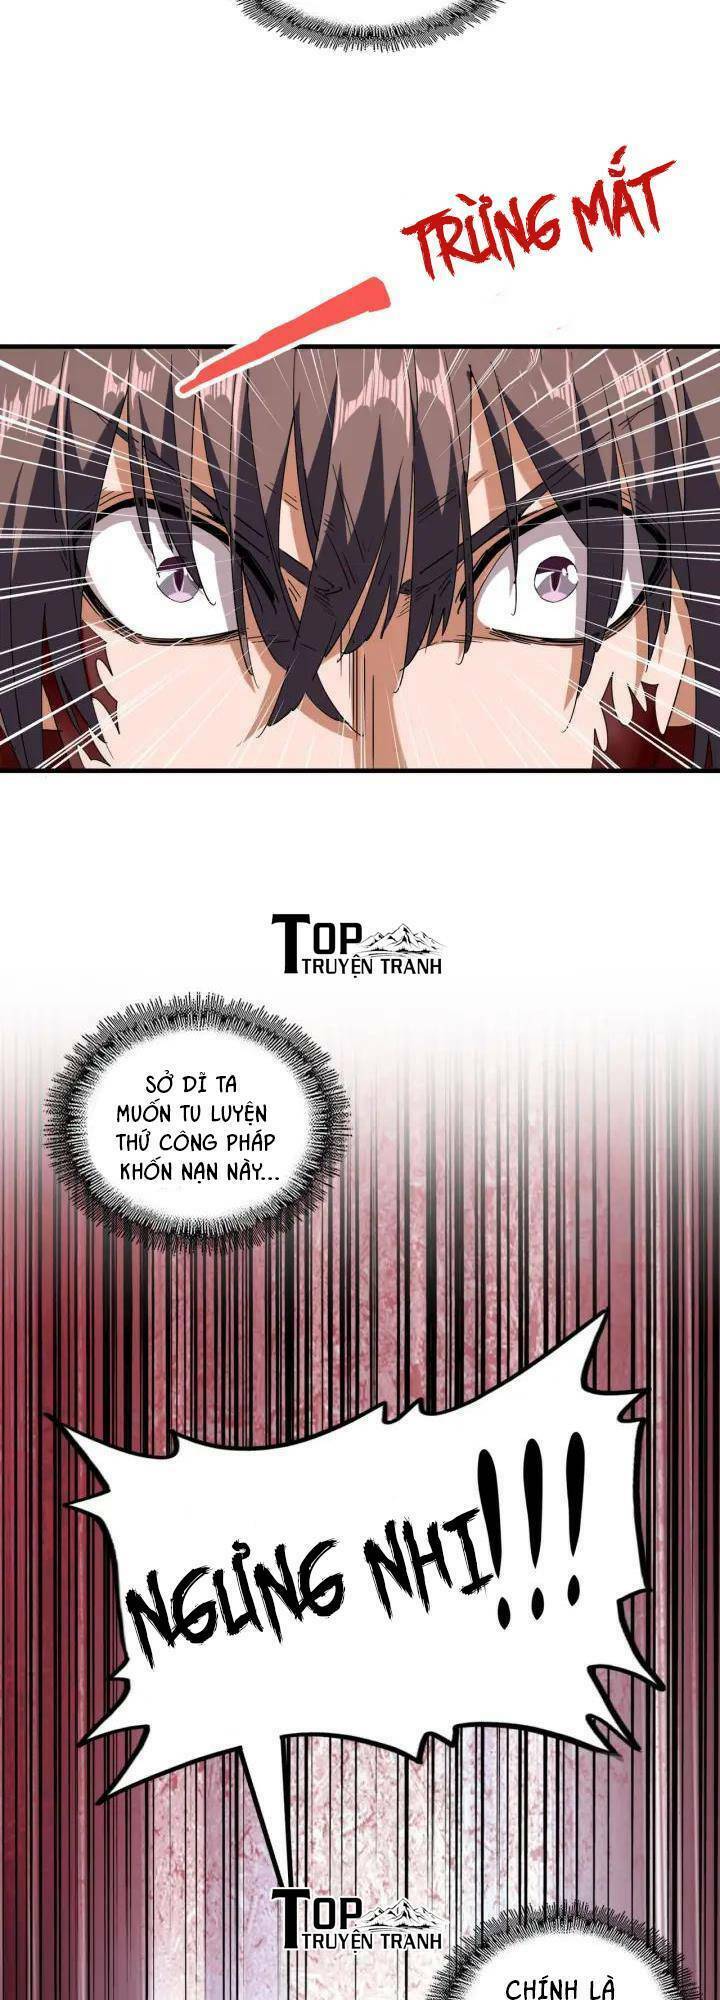 TRỪNG MẮT
TOP
TRUYỆN TRANH
SỞ DĨ TA
MUỐN TU LUYỆN
THỨ CÔNG PHÁP
KHỐN NẠN NÀY...
NGƯNG NHI!!!
TOP
TRUYỆN TRANH
CHÍNH LÀ